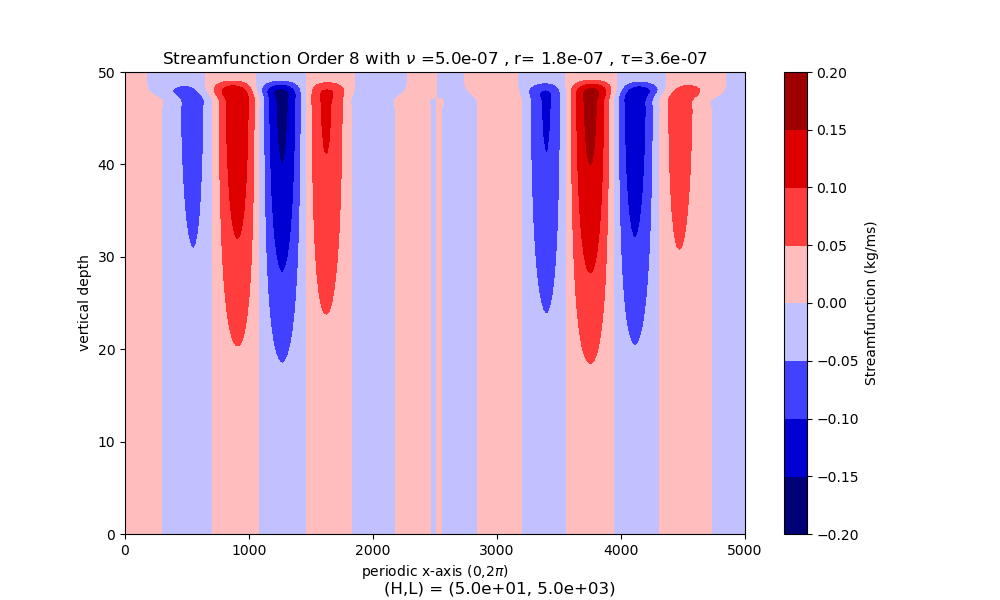 Streamfunction Order 8 with ν =5.0e-07 , r= 1.8e-07 , τ=3.6e-07
50
40
30
20
10
0
vertical depth
0 1000 2000 3000 4000 5000
periodic x-axis (0,2π)
(H,L) = (5.0e+01, 5.0e+03)
0.20
0.15
0.10
0.05
0.00
−0.05
−0.10
−0.15
−0.20
Streamfunction (kg/ms)